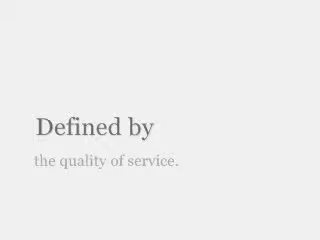 Defined by
the quality of service.